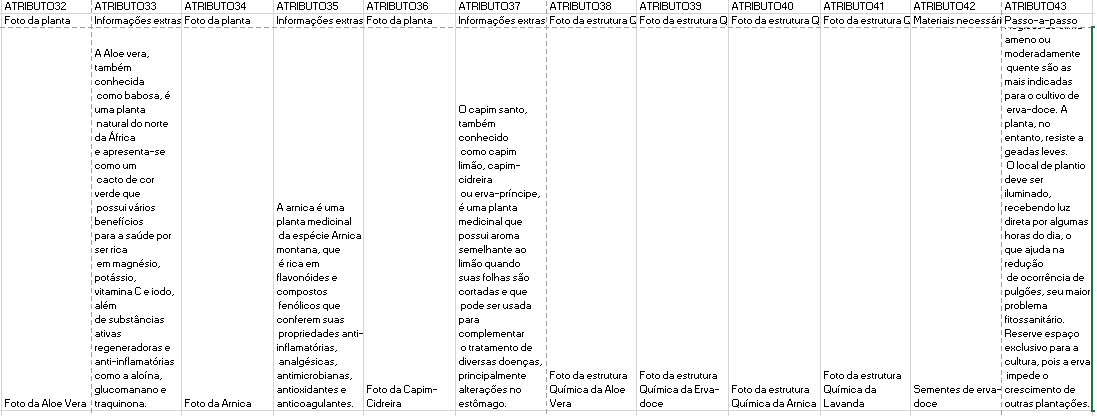 ATRIBUTO32 ATRIBUTO33 ATRIBUTO34 ATRIBUTO35 ATRIBUTO36 ATRIBUTO37 ATRIBUTO38 ATRIBUTO39 ATRIBUTO40 ATRIBUTO41 ATRIBUTO42 ATRIBUTO43
Foto da planta Informações extras Foto da planta Informações extras Foto da planta Informações extras Foto da estrutura Q Foto da estrutura Q Foto da estrutura Q Foto da estrutura Q Materiais necessári Passo-a-passo
Foto da Aloe Vera
A Aloe vera,
também
conhecida
como babosa, é
uma planta
natural do norte
da África
e apresenta-se
como um
cacto de cor
verde que
possui vários
benefícios
para a saúde por
ser rica
em magnésio,
potássio,
vitamina C e iodo,
além
de substâncias
ativas
regeneradoras e
anti-inflamatórias
como a aloína,
glucomanano e
traquinona.
Foto da Arnica
A arnica é uma
planta medicinal
da espécie Arnica
montana, que
é rica em
flavonóides e
compostos
fenólicos que
conferem suas
propriedades anti-
inflamatórias,
analgésicas,
antimicrobianas,
antioxidantes e
anticoagulantes.
Foto da Capim-
Cidreira
O capim santo,
também
conhecido
como capim
limão, capim-
cidreira
ou erva-príncipe,
é uma planta
medicinal que
possui aroma
semelhante ao
limão quando
suas folhas são
cortadas e que
pode ser usada
para
complementar
o tratamento de
diversas doenças,
principalmente
alterações no
estômago.
Foto da estrutura
Química da Aloe
Vera
Foto da estrutura
Química da Erva-
doce
Foto da estrutura
Química da Arnica
Foto da estrutura
Química da
Lavanda
Sementes de erva-
doce
ameno ou
moderadamente
quente são as
mais indicadas
para o cultivo de
erva-doce. A
planta, no
entanto, resiste a
geadas leves.
O local de plantio
deve ser
iluminado,
recebendo luz
direta por algumas
horas do dia, o
que ajuda na
redução
de ocorrência de
pulgões, seu maior
problema
fitossanitário.
Reserve espaço
exclusivo para a
cultura, pois a erva
impede o
crescimento de
outras plantações.